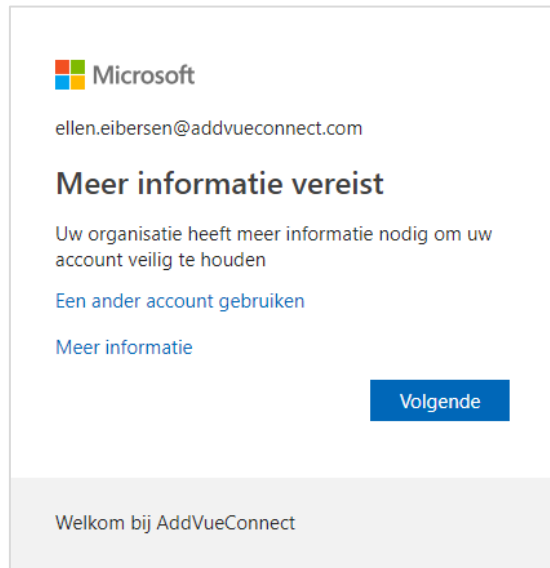 Microsoft
ellen.eibersen@addvueconnect.com
Meer informatie vereist
Uw organisatie heeft meer informatie nodig om uw
account veilig te houden
Een ander account gebruiken
Meer informatie
Volgende
Welkom bij AddVueConnect